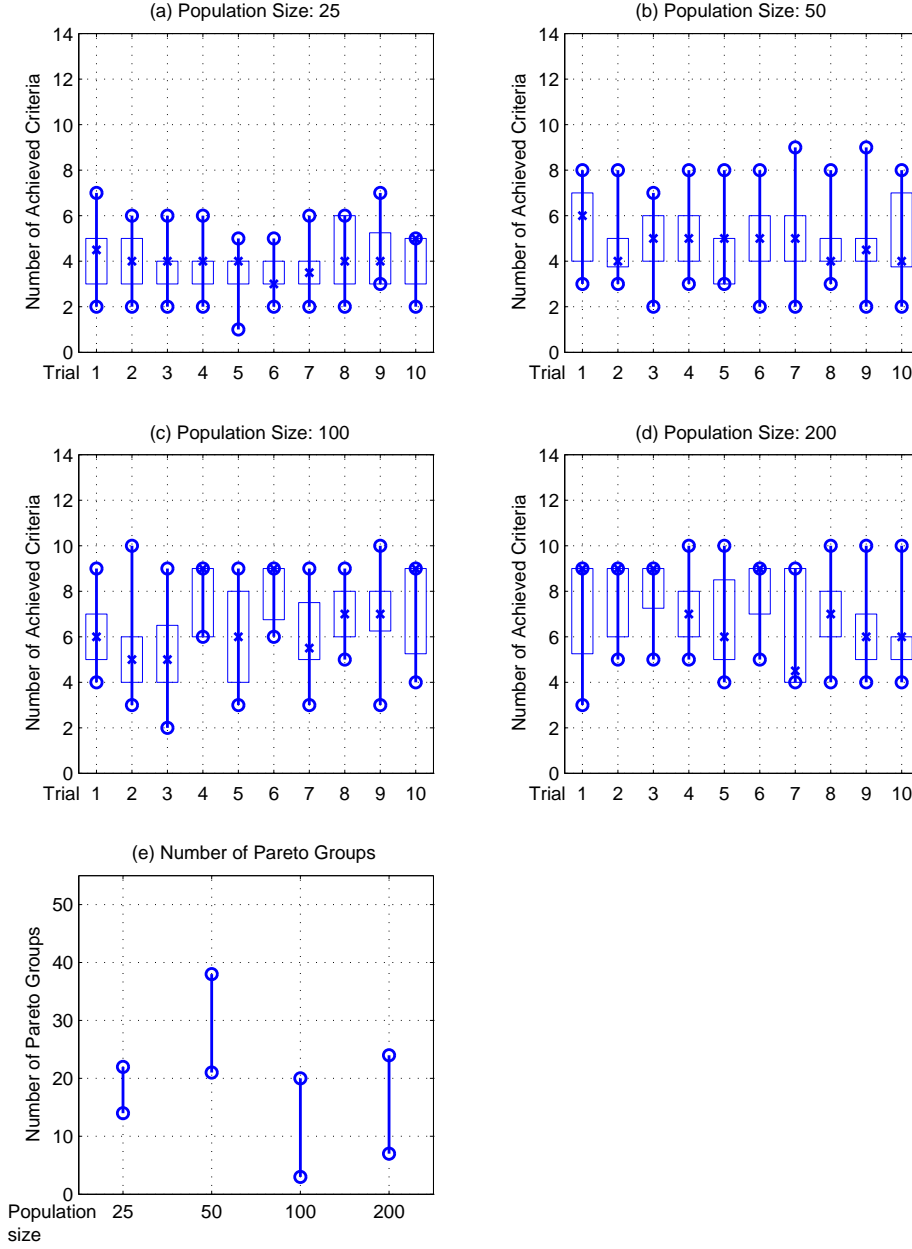 (a) Population Size: 25
14
12
10
8
6
4
2
0
Number of Achieved Criteria
Trial 1 2 3 4 5 6 7 8 9 10
(b) Population Size: 50
14
12
10
8
6
4
2
0
Number of Achieved Criteria
Trial 1 2 3 4 5 6 7 8 9 10
(c) Population Size: 100
14
12
10
8
6
4
2
0
Number of Achieved Criteria
Trial 1 2 3 4 5 6 7 8 9 10
(d) Population Size: 200
14
12
10
8
6
4
2
0
Number of Achieved Criteria
Trial 1 2 3 4 5 6 7 8 9 10
(e) Number of Pareto Groups
50
40
30
20
10
0
Number of Pareto Groups
Population 25 50 100 200
size